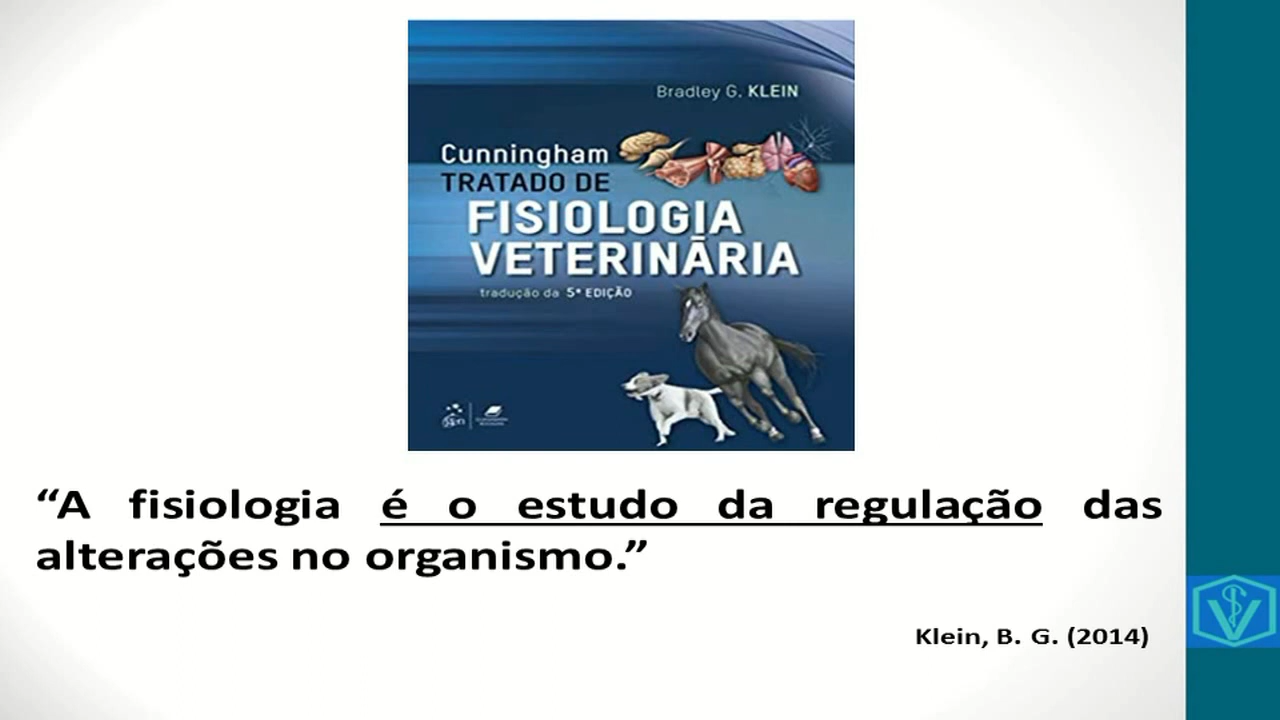 Bradley G. KLEIN
Cunningham
TRATADO DE
FISIOLOGIA
VETERINÁRIA
tradução da 5ª EDIÇÃO
“A fisiologia é o estudo da regulação das
alterações no organismo.”
Klein, B. G. (2014)